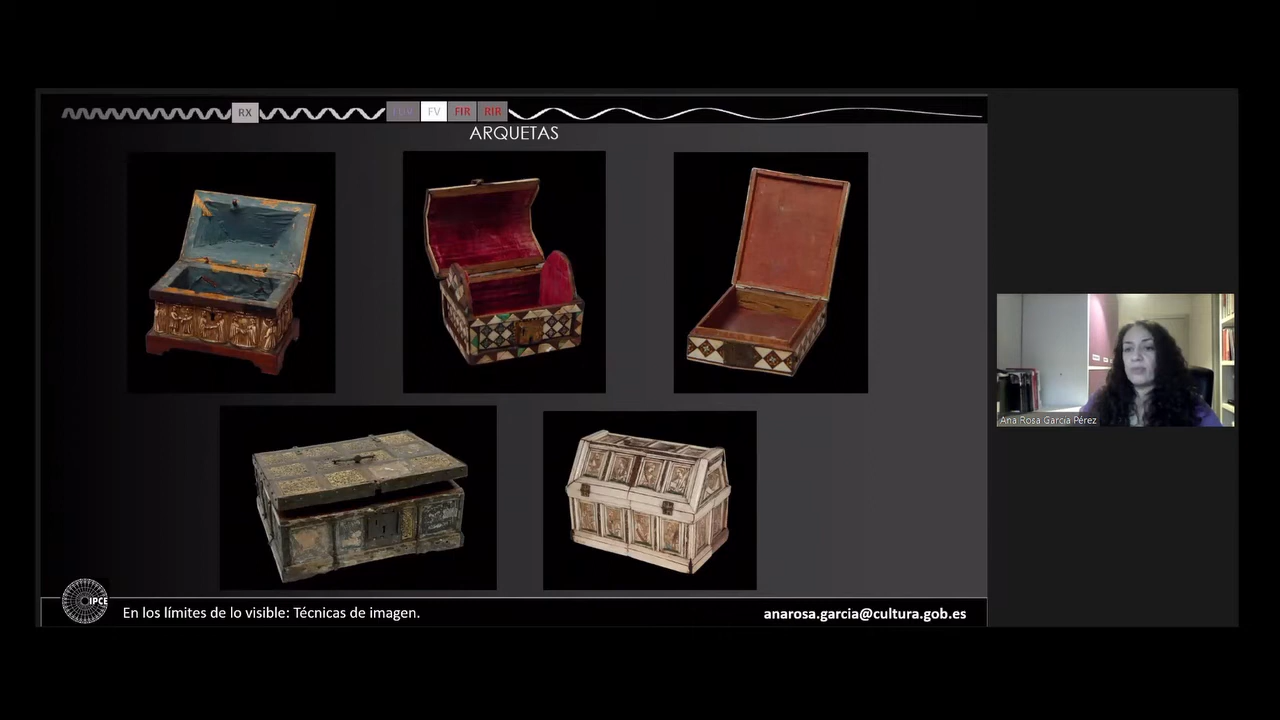 RX
FV
FIR
RIR
ARQUETAS
Ana Rosa García Pérez
IPCE
En los límites de lo visible: Técnicas de imagen.
anarosa.garcia@cultura.gob.es